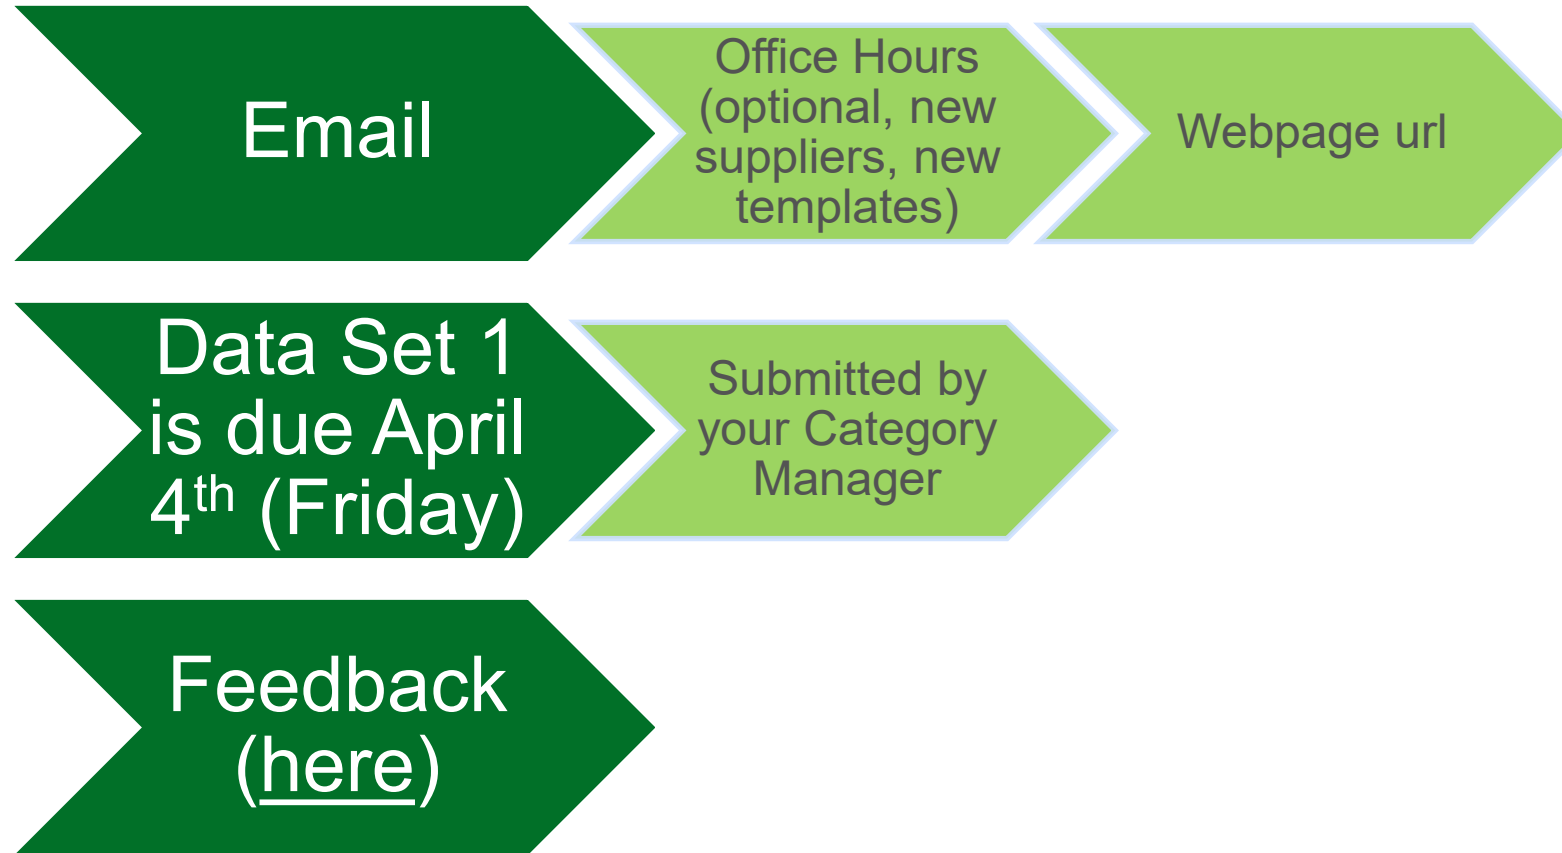 Email
Office Hours
(optional, new
suppliers, new
templates)
Webpage url
Data Set 1
is due April
4th (Friday)
Submitted by
your Category
Manager
Feedback
(here)